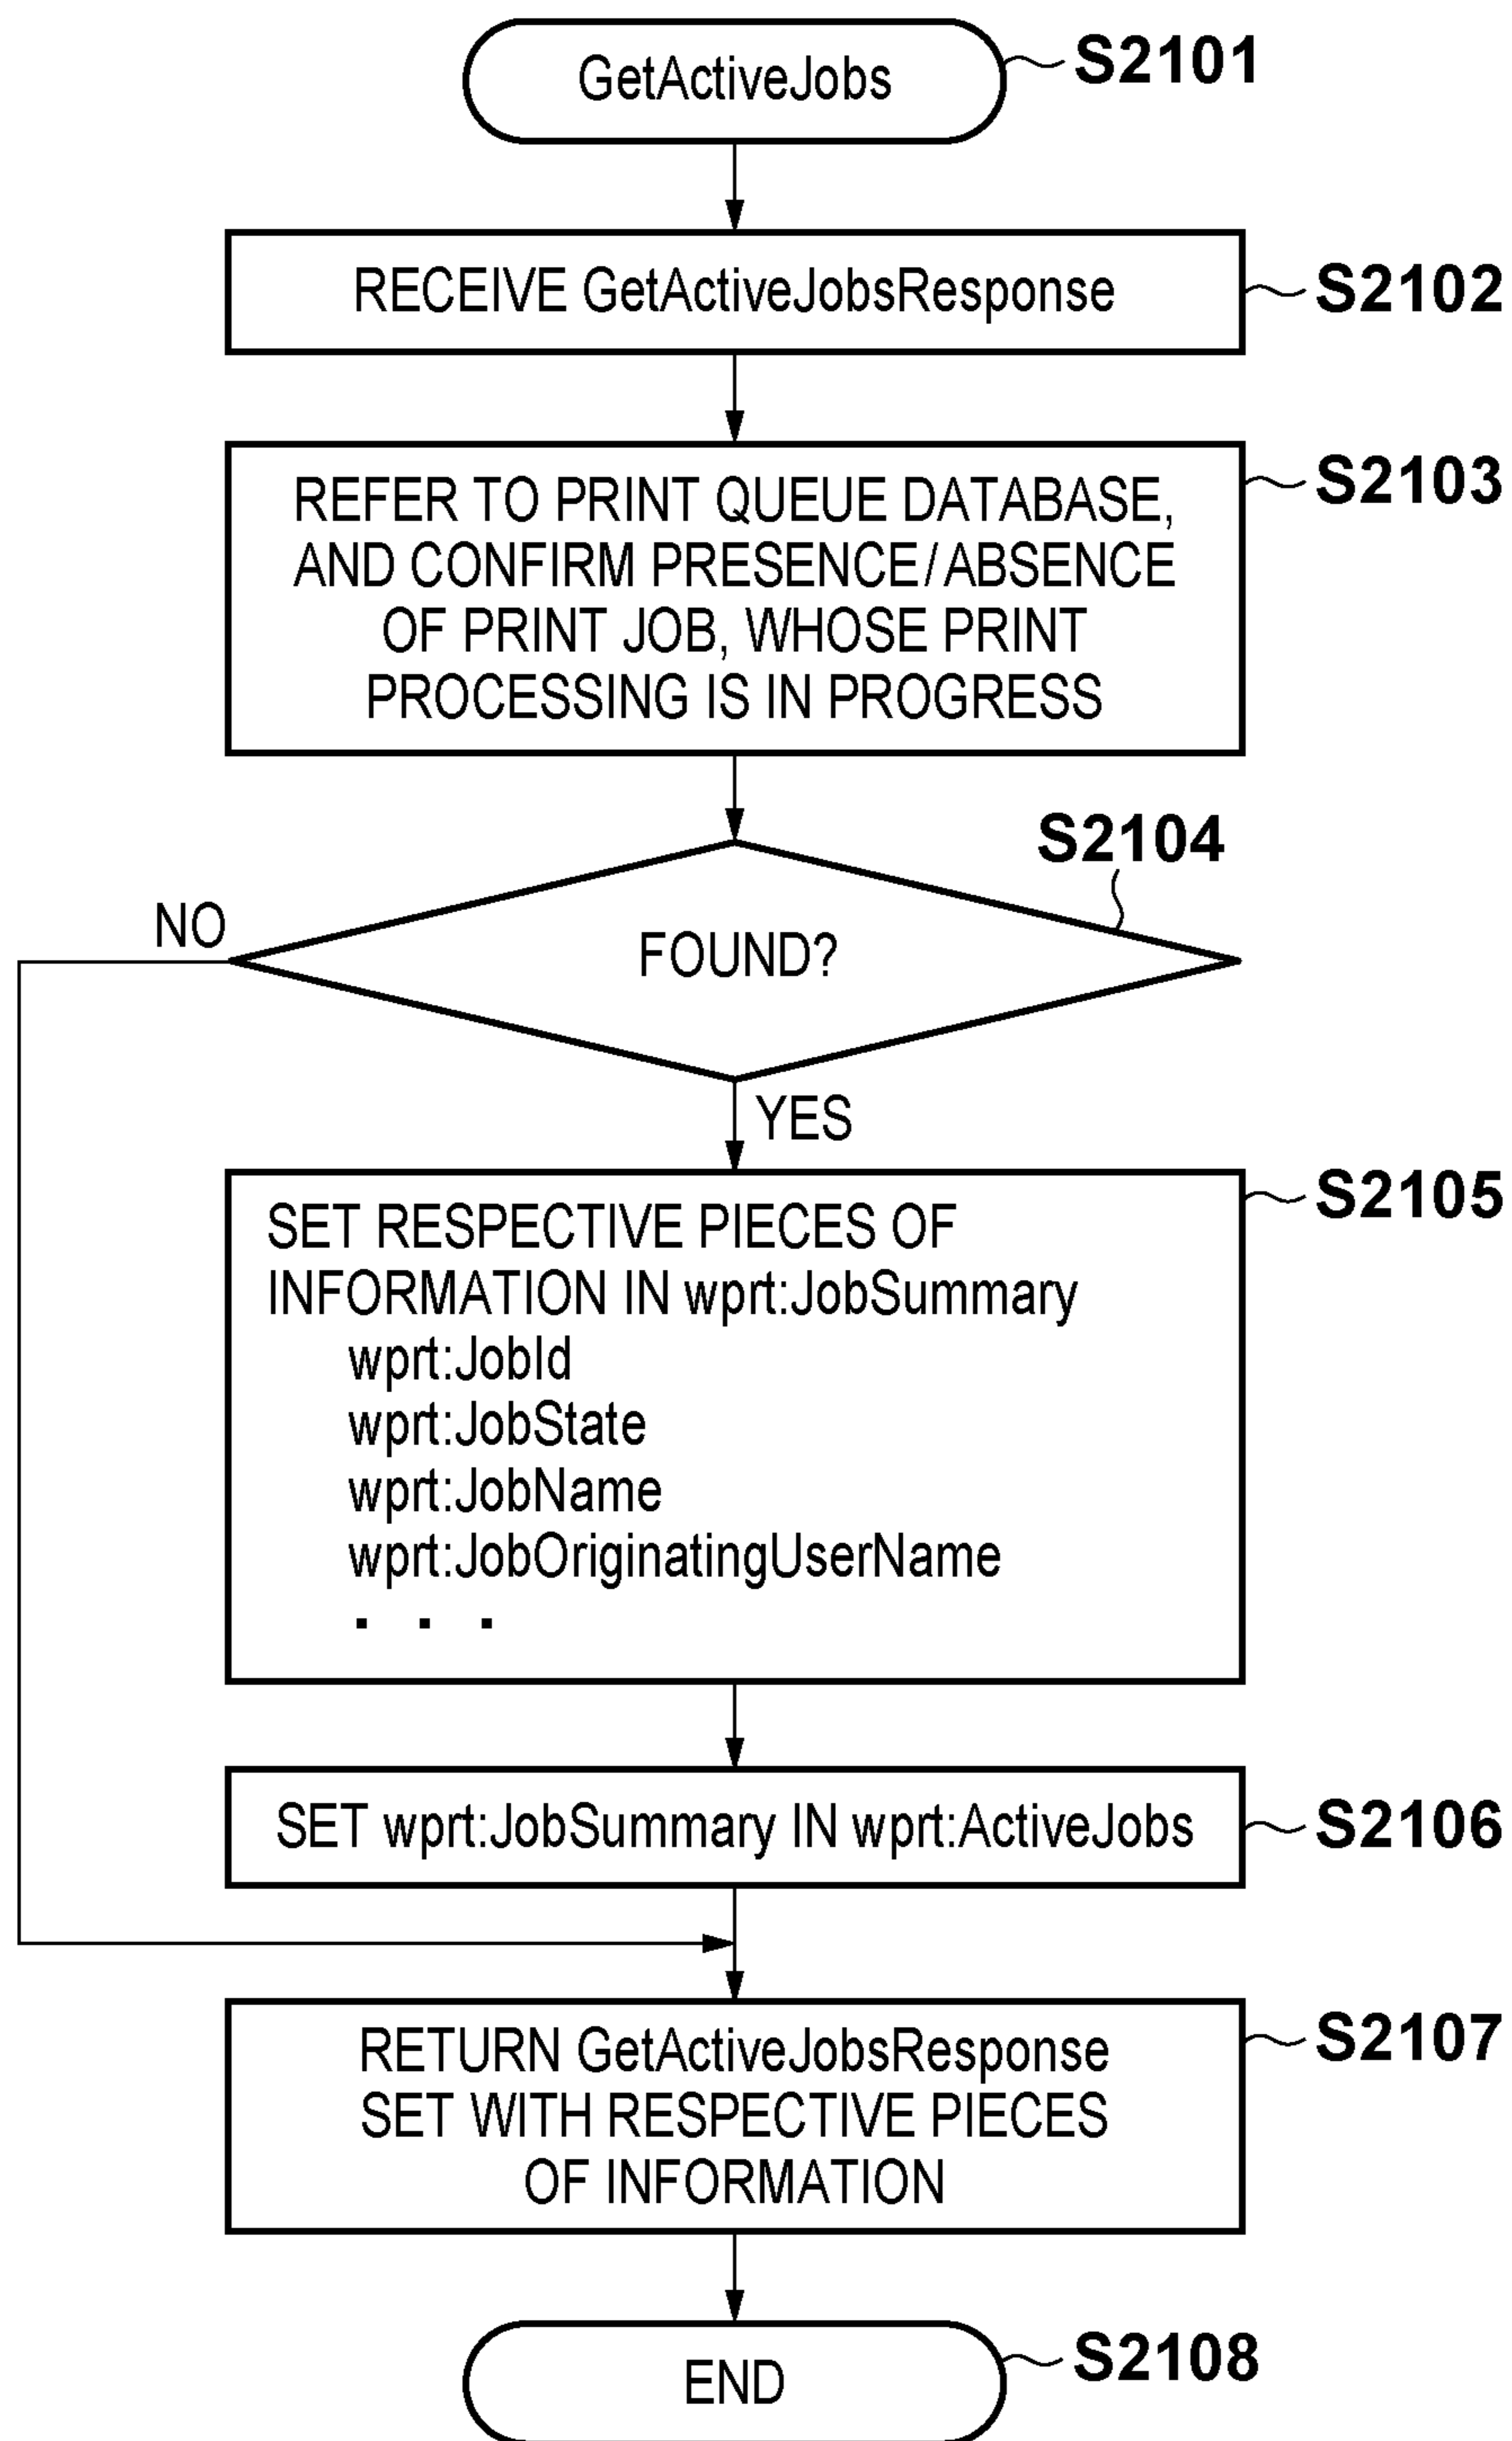 GetActiveJobs
S2101
RECEIVE GetActiveJobsResponse
S2102
REFER TO PRINT QUEUE DATABASE,
AND CONFIRM PRESENCE/ABSENCE
OF PRINT JOB, WHOSE PRINT
PROCESSING IS IN PROGRESS
S2103
S2104
NO
FOUND?
YES
SET RESPECTIVE PIECES OF
INFORMATION IN wprt:JobSummary
wprt:JobId
wprt:JobState
wprt:JobName
wprt:JobOriginatingUserName
. . .
S2105
SET wprt:JobSummary IN wprt:ActiveJobs
S2106
RETURN GetActiveJobsResponse
SET WITH RESPECTIVE PIECES
OF INFORMATION
S2107
END
S2108